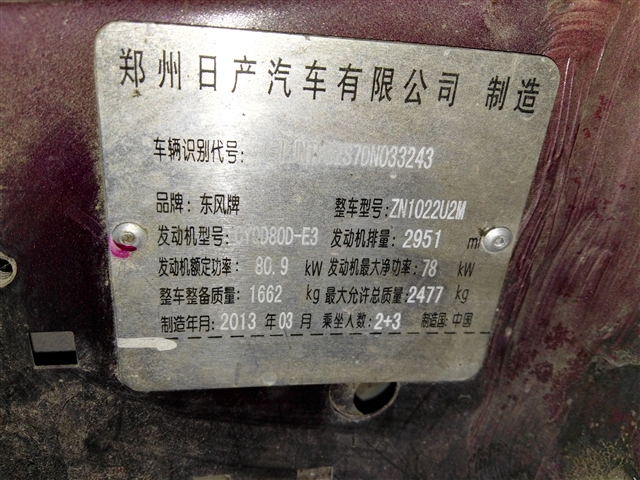 郑州日产汽车有限公司 制造
车辆识别代号: S7DN033243
品牌: 东风牌 整车型号: ZN1022U2M
发动机型号: D80D-E3 发动机排量: 2951 ml
发动机额定功率: 80.9 kW 发动机最大净功率: 78 kW
整车整备质量: 1662 kg 最大允许总质量: 2477 kg
制造年月: 2013 年 03 月 乘坐人数: 2+3 制造国: 中国